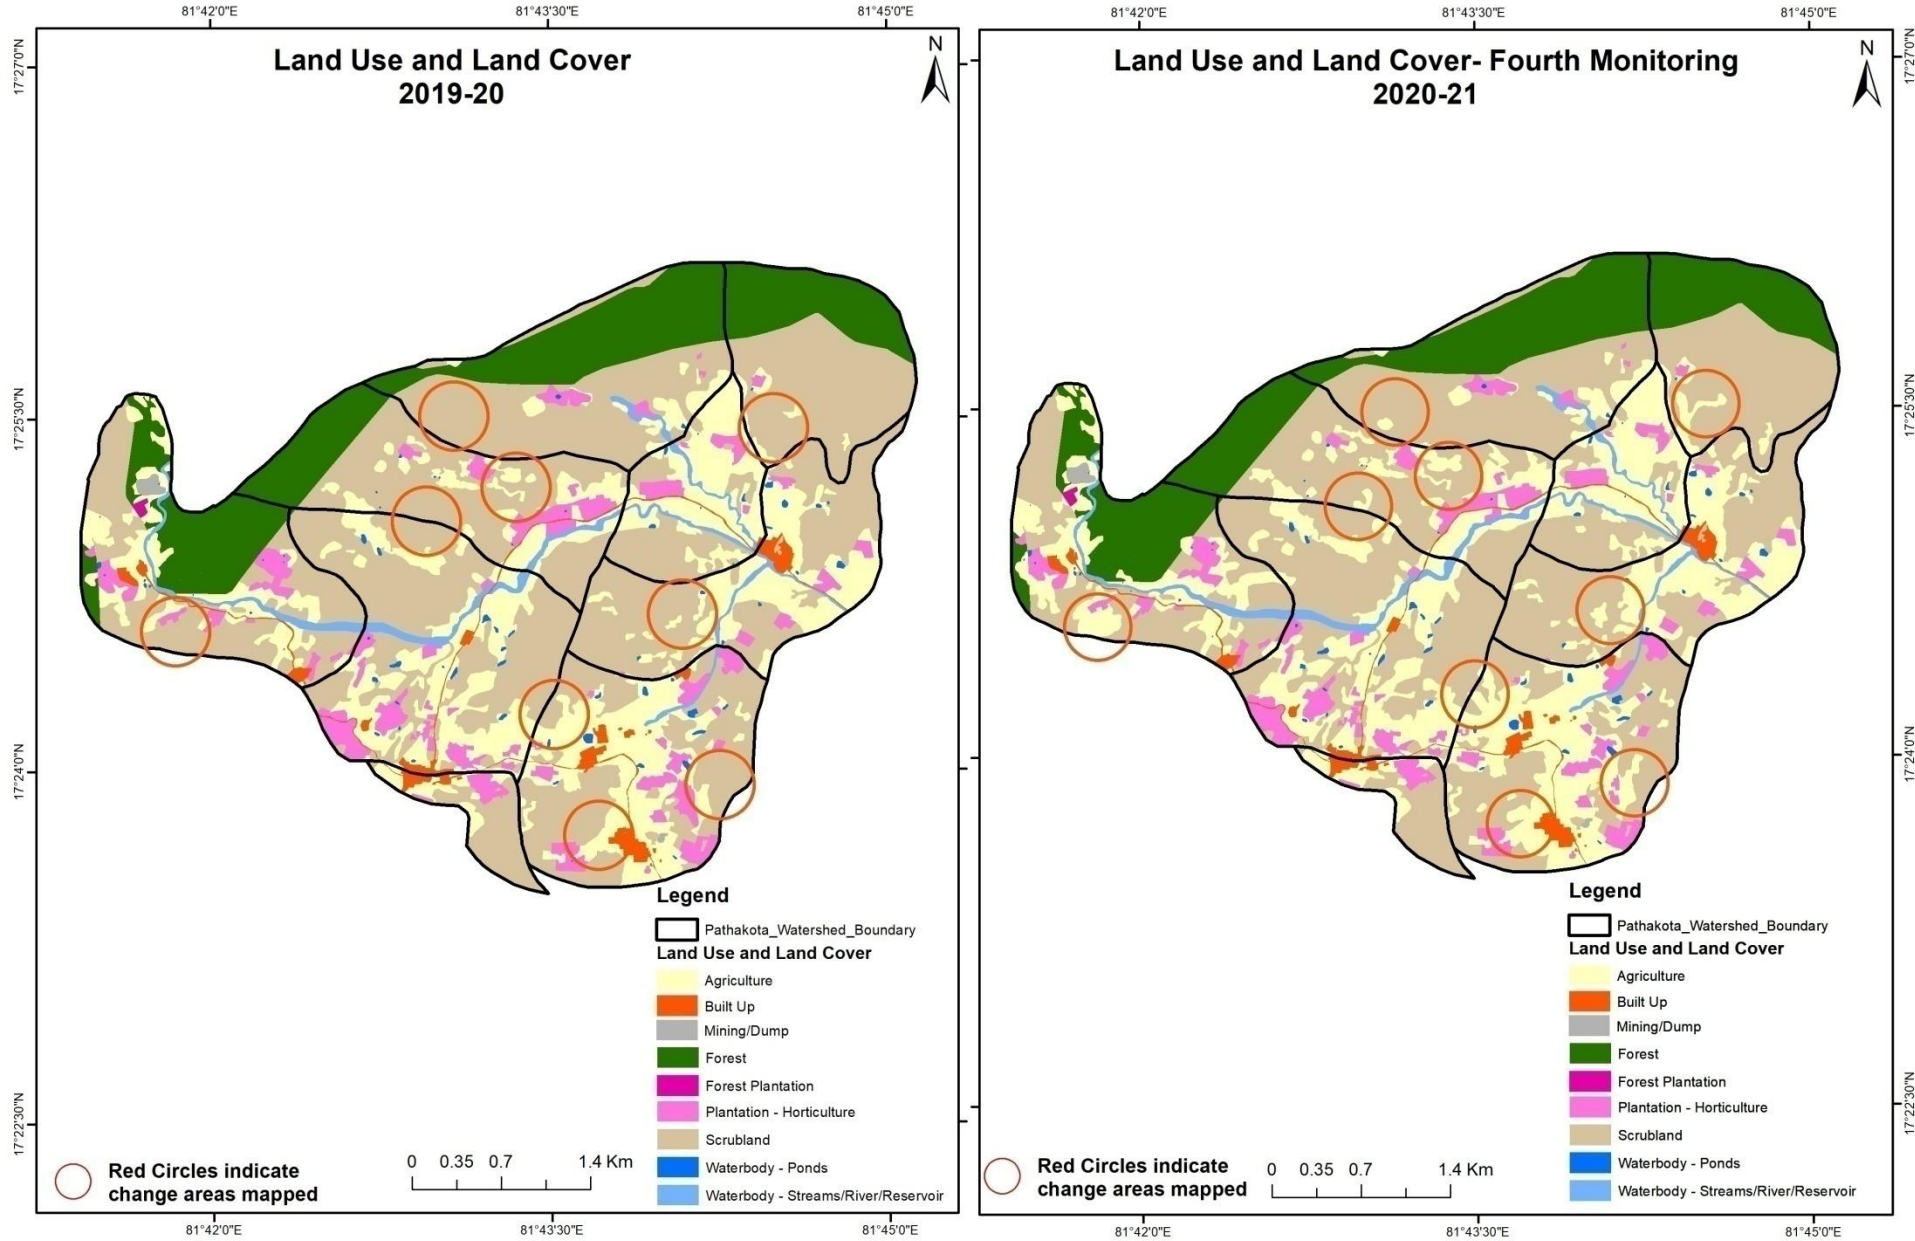 81°42'0"E
81°43'30"E
81°45'0"E
17°27'0"N
Land Use and Land Cover
2019-20
N
17°25'30"N
17°24'0"N
17°22'30"N
Legend
Pathakota_Watershed_Boundary
Land Use and Land Cover
Agriculture
Built Up
Mining/Dump
Forest
Forest Plantation
Plantation - Horticulture
Scrubland
Waterbody - Ponds
Waterbody - Streams/River/Reservoir
Red Circles indicate
change areas mapped
0 0.35 0.7 1.4 Km
81°42'0"E
81°43'30"E
81°45'0"E
81°42'0"E
81°43'30"E
81°45'0"E
Land Use and Land Cover- Fourth Monitoring
2020-21
N
17°27'0"N
17°25'30"N
17°24'0"N
17°22'30"N
Legend
Pathakota_Watershed_Boundary
Land Use and Land Cover
Agriculture
Built Up
Mining/Dump
Forest
Forest Plantation
Plantation - Horticulture
Scrubland
Waterbody - Ponds
Waterbody - Streams/River/Reservoir
Red Circles indicate
change areas mapped
0 0.35 0.7 1.4 Km
81°42'0"E
81°43'30"E
81°45'0"E